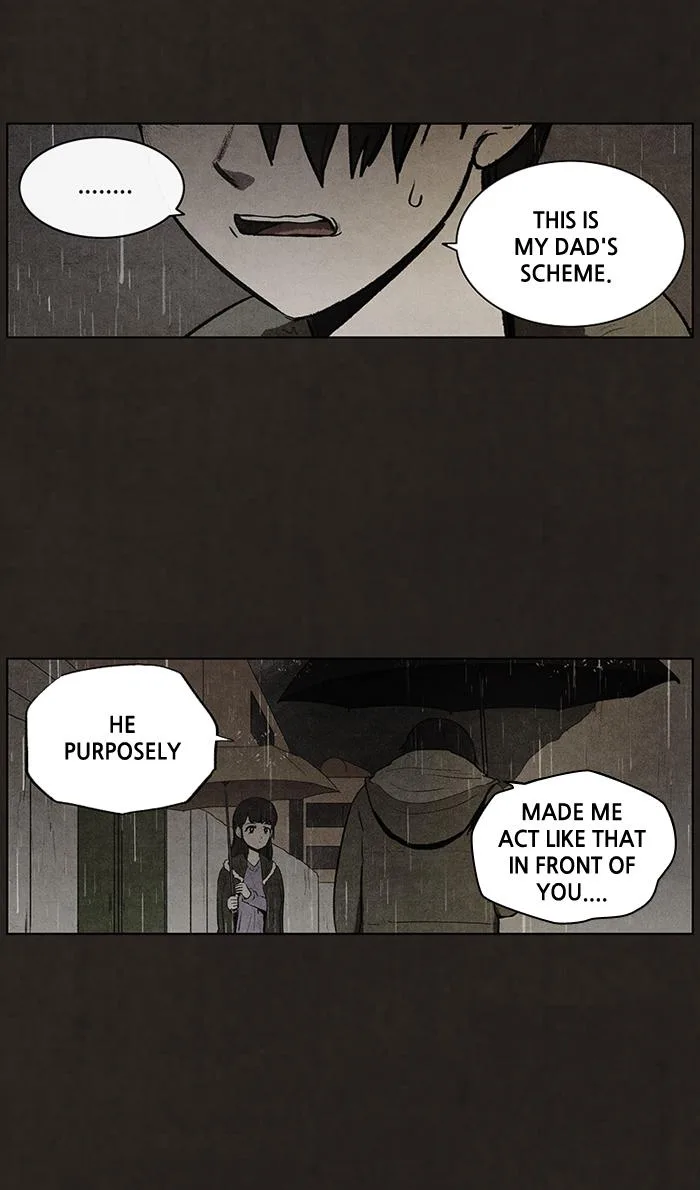 ........
THIS IS
MY DAD'S
SCHEME.
HE
PURPOSELY
MADE ME
ACT LIKE THAT
IN FRONT OF
YOU....